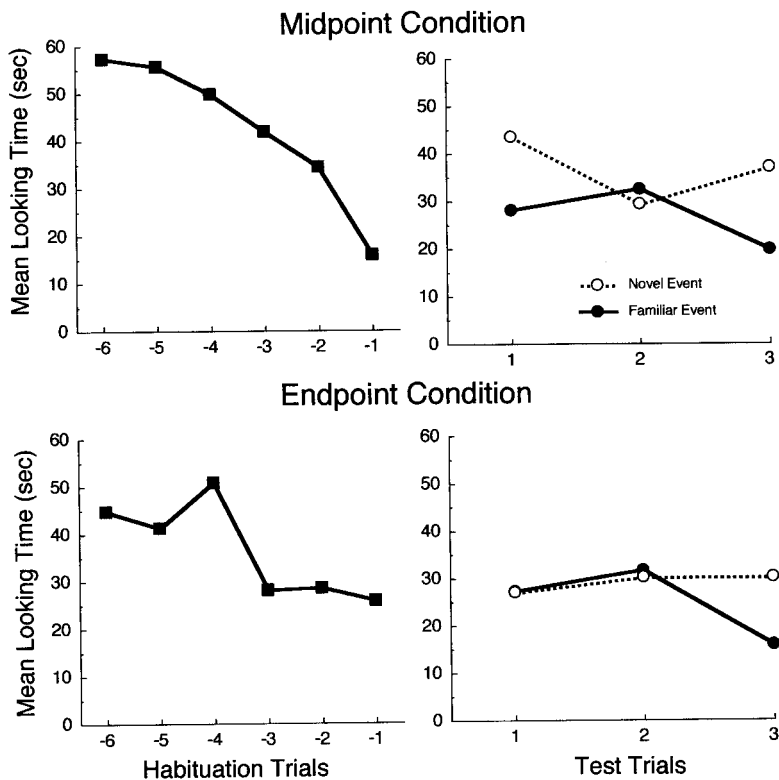 Midpoint Condition
Mean Looking Time (sec)
60
50
40
30
20
10
0
-6 -5 -4 -3 -2 -1
60
50
40
30
20
10
0
Novel Event
Familiar Event
1 2 3
Endpoint Condition
Mean Looking Time (sec)
60
50
40
30
20
10
0
-6 -5 -4 -3 -2 -1
Habituation Trials
60
50
40
30
20
10
0
1 2 3
Test Trials